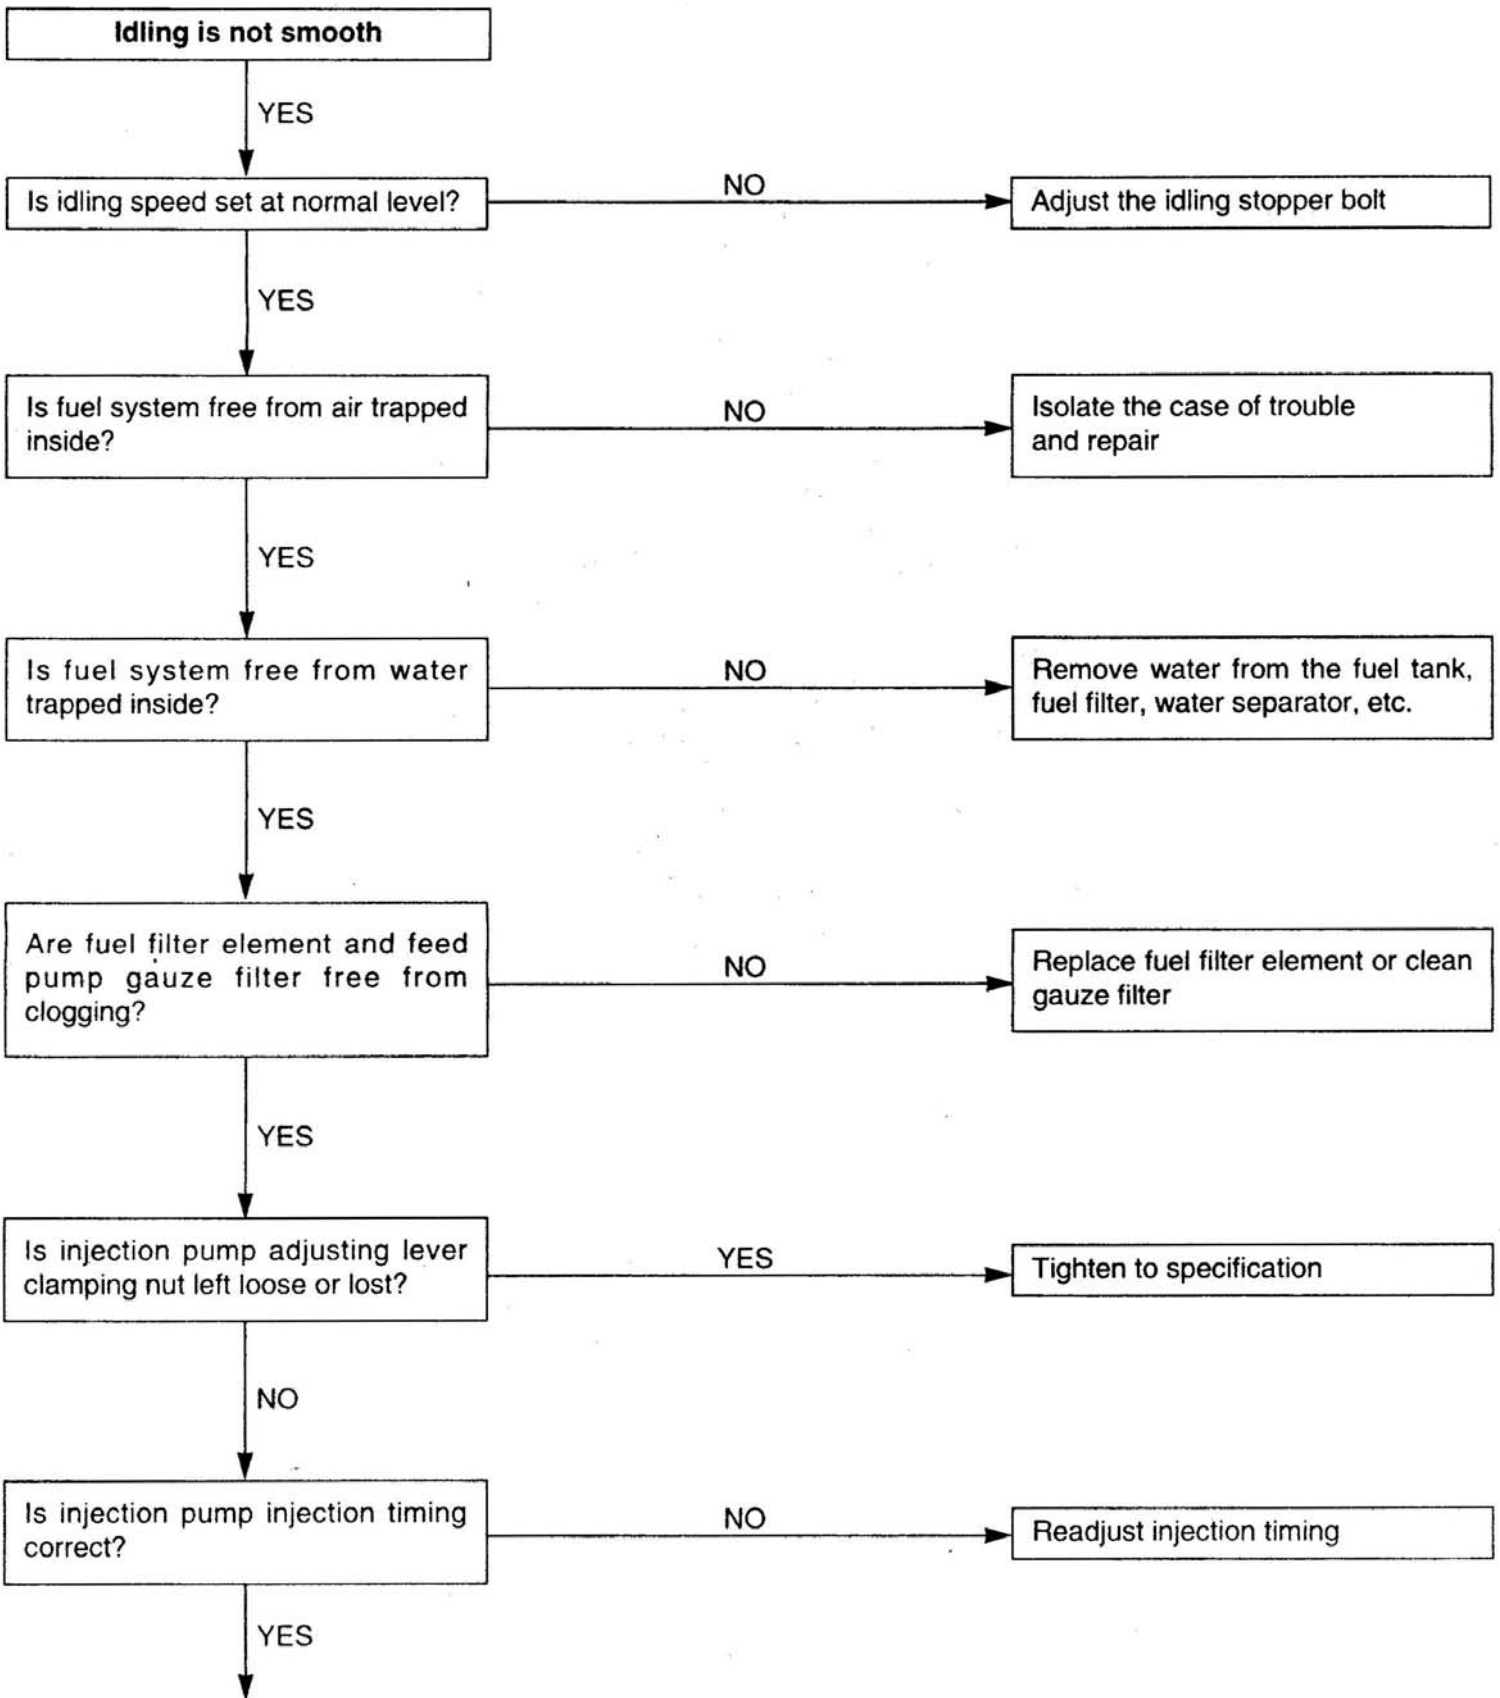 Idling is not smooth
YES
Is idling speed set at normal level?
NO
Adjust the idling stopper bolt
YES
Is fuel system free from air trapped
inside?
NO
Isolate the case of trouble
and repair
YES
Is fuel system free from water
trapped inside?
NO
Remove water from the fuel tank,
fuel filter, water separator, etc.
YES
Are fuel filter element and feed
pump gauze filter free from
clogging?
NO
Replace fuel filter element or clean
gauze filter
YES
Is injection pump adjusting lever
clamping nut left loose or lost?
YES
Tighten to specification
NO
Is injection pump injection timing
correct?
NO
Readjust injection timing
YES